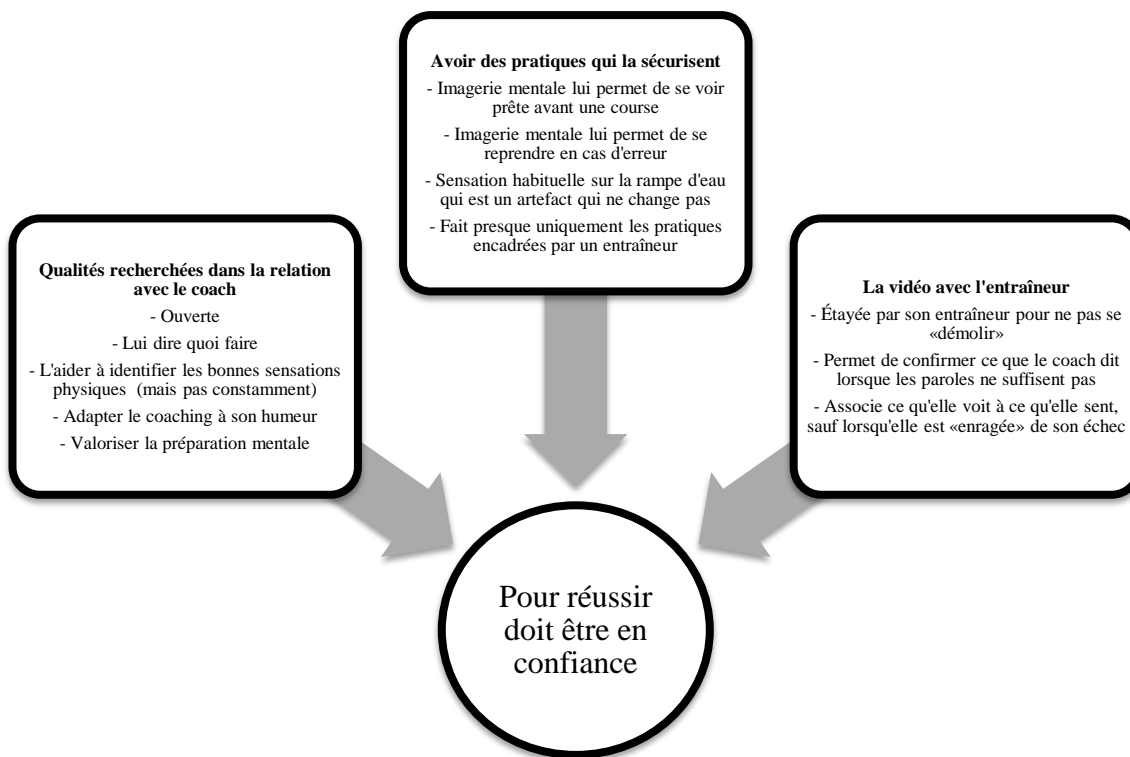 Avoir des pratiques qui la sécurisent
- Imagerie mentale lui permet de se voir
prête avant une course
- Imagerie mentale lui permet de se
reprendre en cas d'erreur
- Sensation habituelle sur la rampe d'eau
qui est un artefact qui ne change pas
- Fait presque uniquement les pratiques
encadrées par un entraîneur
Qualités recherchées dans la relation
avec le coach
- Ouverte
- Lui dire quoi faire
- L'aider à identifier les bonnes sensations
physiques (mais pas constamment)
- Adapter le coaching à son humeur
- Valoriser la préparation mentale
La vidéo avec l'entraîneur
- Étayée par son entraîneur pour ne pas se
«démolir»
- Permet de confirmer ce que le coach dit
lorsque les paroles ne suffisent pas
- Associe ce qu'elle voit à ce qu'elle sent,
sauf lorsqu'elle est «enragée» de son échec
Pour réussir
doit être en
confiance